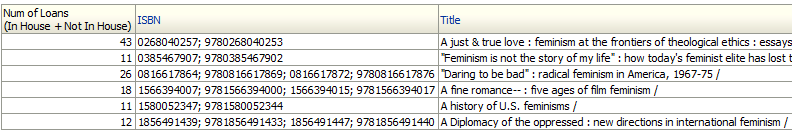 Num of Loans
(In House + Not In House) ISBN Title
43 0268040257; 9780268040253 A just & true love : feminism at the frontiers of theological ethics : essays
11 0385467907; 9780385467902 "Feminism is not the story of my life" : how today's feminist elite has lost t
26 0816617864; 9780816617869; 0816617872; 9780816617876 "Daring to be bad" : radical feminism in America, 1967-75 /
18 1566394007; 9781566394000; 1566394015; 9781566394017 A fine romance-- : five ages of film feminism /
11 1580052347; 9781580052344 A history of U.S. feminisms /
12 1856491439; 9781856491433; 1856491447; 9781856491440 A Diplomacy of the oppressed : new directions in international feminism /